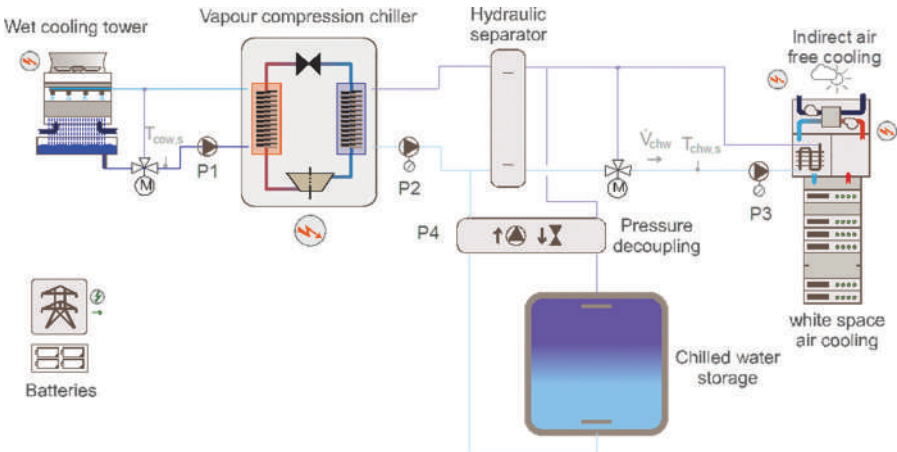 Wet cooling tower
Vapour compression chiller
Hydraulic
separator
Indirect air
free cooling
T_cow,s
M
P1
P2
V̇_chw
T_chw,s
M
P3
P4
Pressure
decoupling
Batteries
Chilled water
storage
white space
air cooling